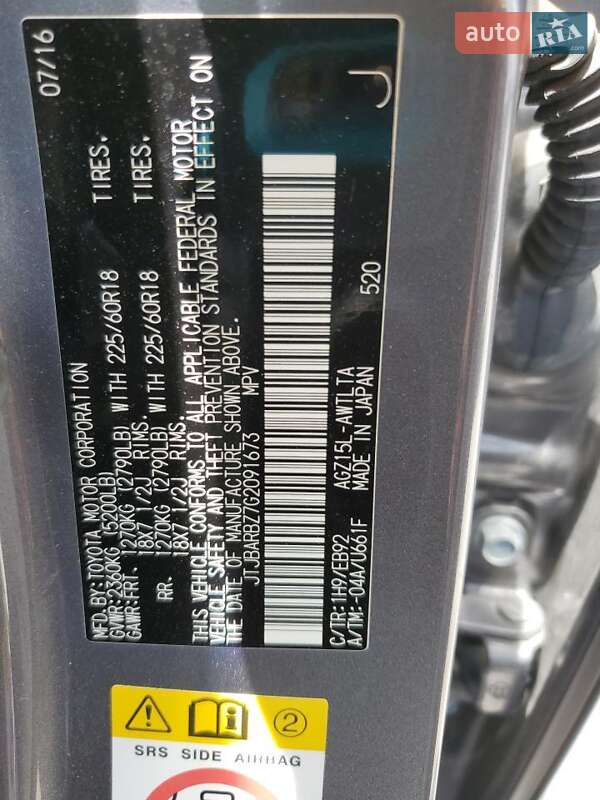 auto RIA
.com
MFD.BY:TOYOTA MOTOR CORPORATION 07/16
GVWR:2360KG (5200LB)
GAWR:FRT. 1270KG (2790LB) WITH 225/60R18 TIRES.
18X7 1/2J RIMS.
RR. 1270KG (2790LB) WITH 225/60R18 TIRES.
18X7 1/2J RIMS.
THIS VEHICLE CONFORMS TO ALL APPLICABLE FEDERAL MOTOR
VEHICLE SAFETY AND THEFT PREVENTION STANDARDS IN EFFECT ON
THE DATE OF MANUFACTURE SHOWN ABOVE.
JTJBARBZ7G2091673 MPV
J
C/TR:1H9/EB92 AGZ15L-AWTLTA 520
A/TM:-04A/U661F MADE IN JAPAN
2
SRS SIDE AIRBAG